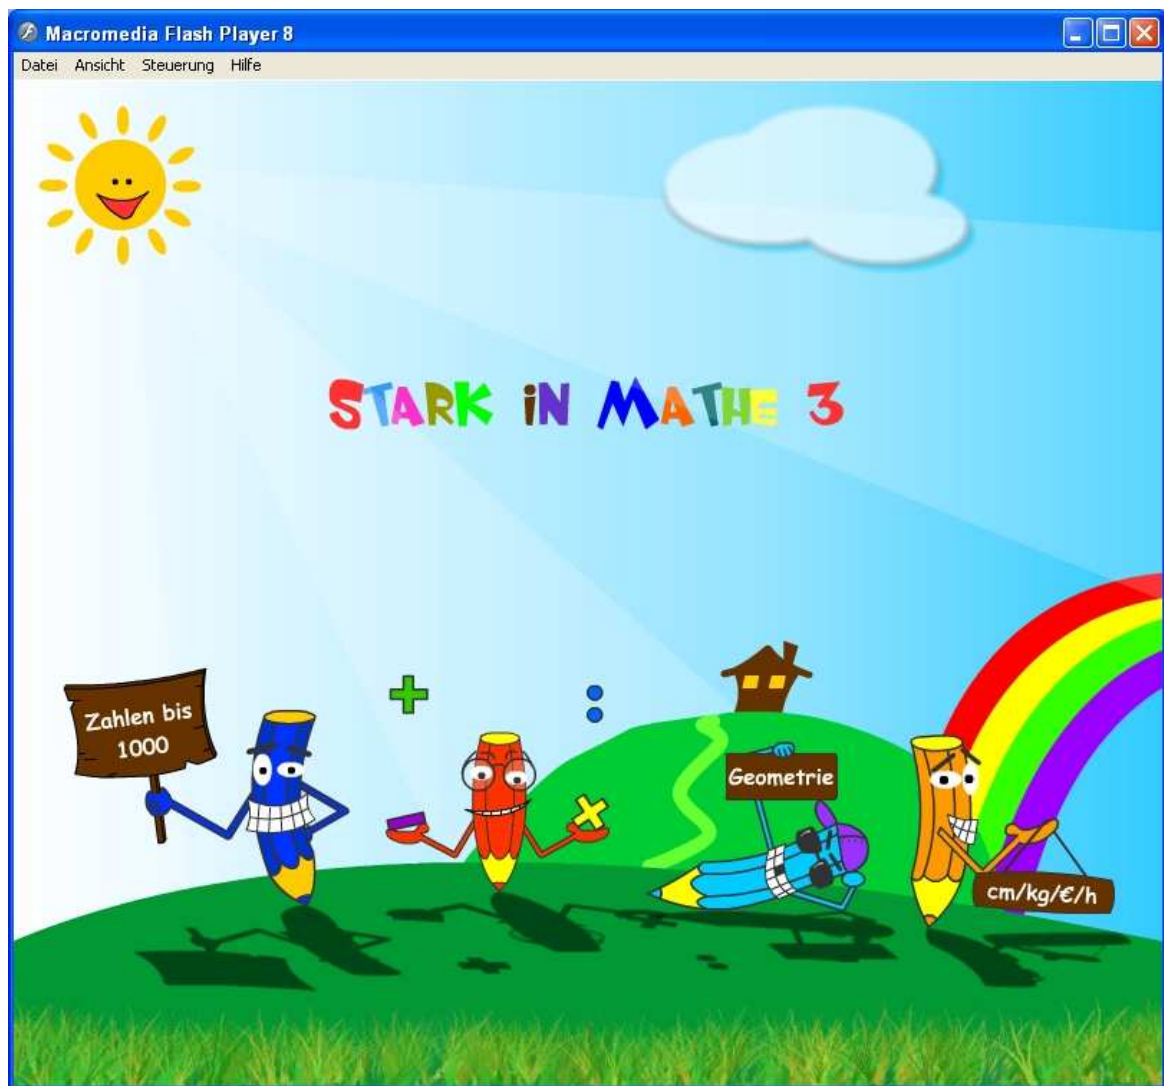 Macromedia Flash Player 8
Datei Ansicht Steuerung Hilfe
STARK iN MATHE 3
Zahlen bis
1000
Geometrie
cm/kg/€/h